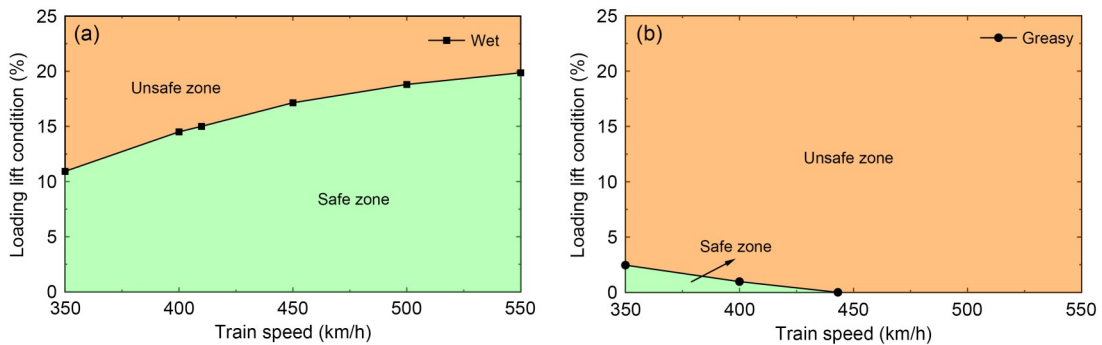 (a)
Wet
Unsafe zone
Safe zone
Loading lift condition (%)
25
20
15
10
5
0
350
400
450
500
550
Train speed (km/h)
(b)
Greasy
Unsafe zone
Safe zone
Loading lift condition (%)
25
20
15
10
5
0
350
400
450
500
550
Train speed (km/h)